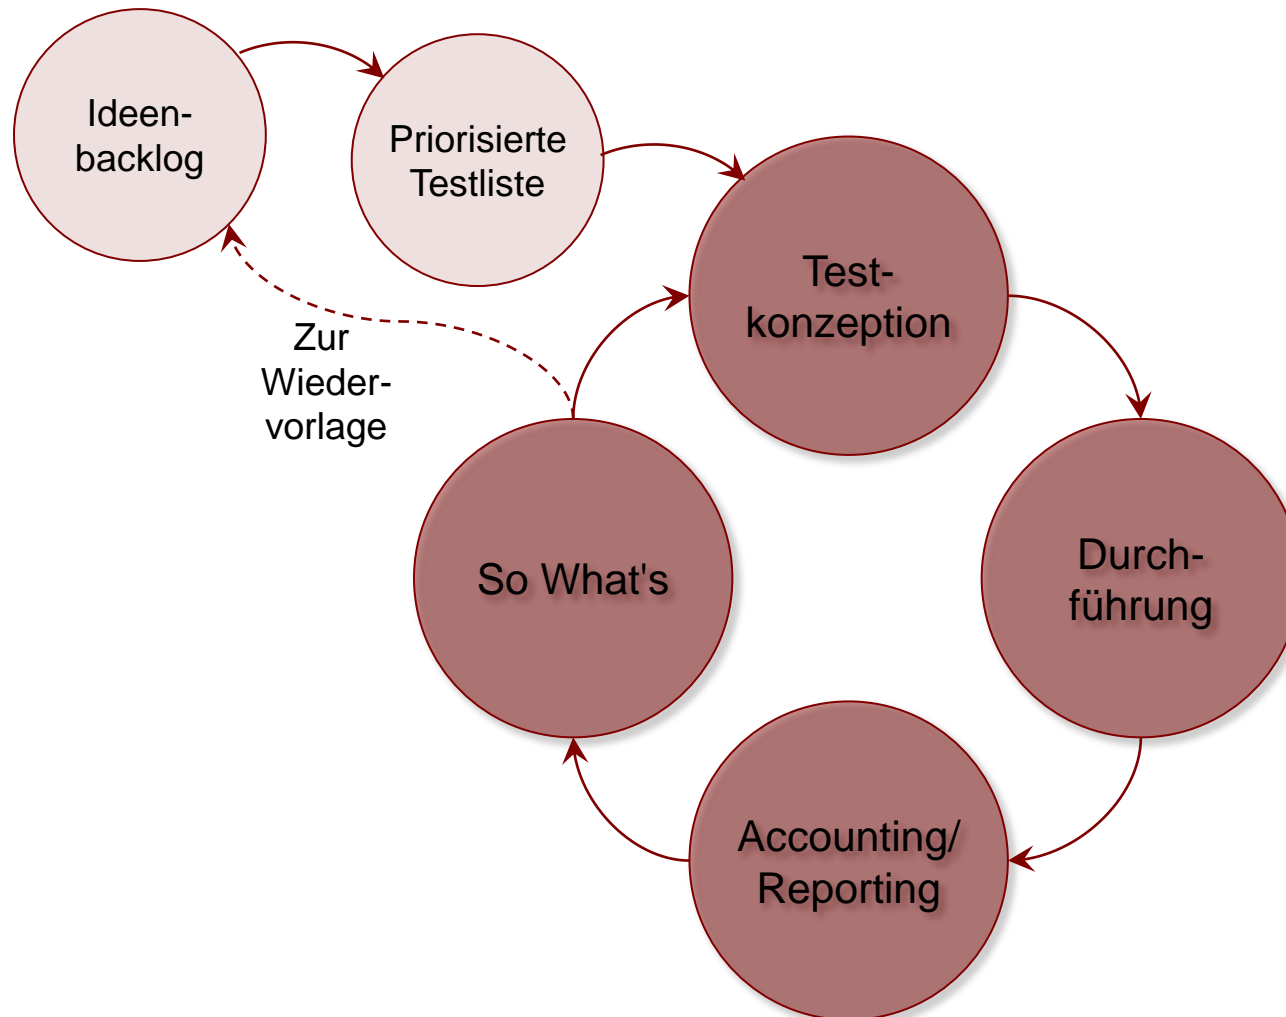 Ideen-
backlog
Priorisierte
Testliste
Test-
konzeption
Zur
Wieder-
vorlage
So What's
Durch-
führung
Accounting/
Reporting